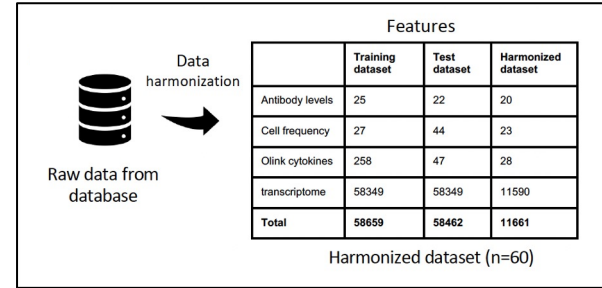 Features
Data
harmonization
Raw data from
database
Training
dataset
Test
dataset
Harmonized
dataset
Antibody levels 25 22 20
Cell frequency 27 44 23
Olink cytokines 258 47 28
transcriptome 58349 58349 11590
Total 58659 58462 11661
Harmonized dataset (n=60)